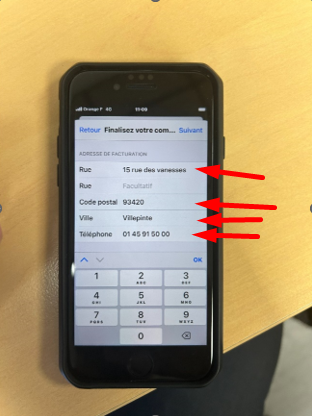 Orange F 4G 11:08
Retour Finalisez votre com... Suivant
ADRESSE DE FACTURATION
Rue 15 rue des vanesses
Rue Facultatif
Code postal 93420
Ville Villepinte
Téléphone 01 45 91 50 00
OK
1 2 3
ABC DEF
4 5 6
GHI JKL MNO
7 8 9
PQRS TUV WXYZ
0